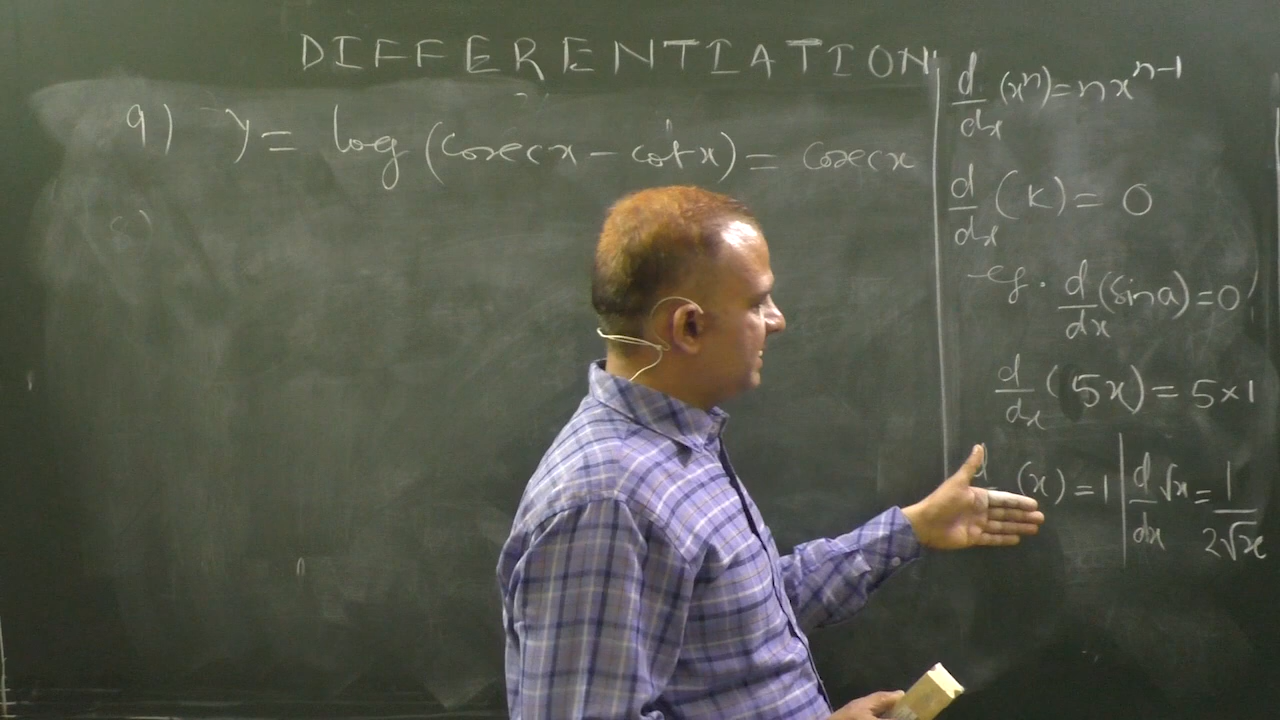 DIFFERENTIATION
9) y = log (cosecx - cotx) = cosecx
d/dx (xⁿ) = nxⁿ⁻¹
d/dx (K) = 0
eg. d/dx (sin a) = 0
d/dx (5x) = 5×1
d (x) = 1 | d/dx √x = 1/2√x